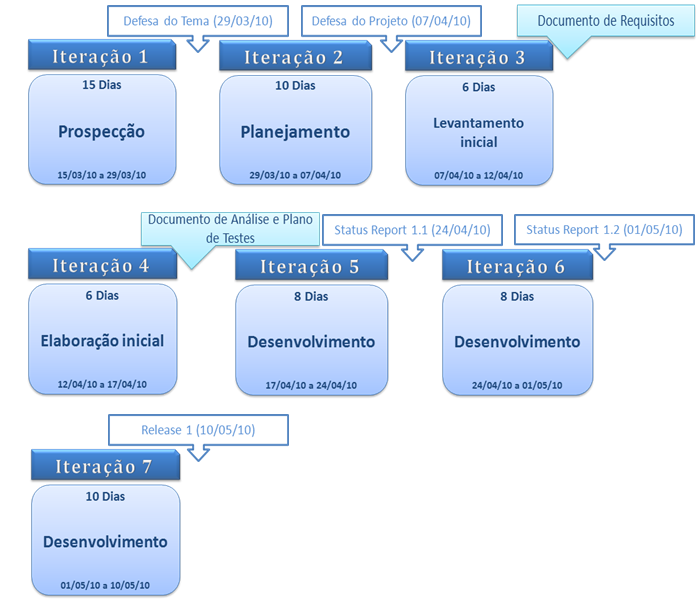 Defesa do Tema (29/03/10)
Defesa do Projeto (07/04/10)
Documento de Requisitos
Iteração 1
15 Dias
Prospecção
15/03/10 a 29/03/10
Iteração 2
10 Dias
Planejamento
29/03/10 a 07/04/10
Iteração 3
6 Dias
Levantamento
inicial
07/04/10 a 12/04/10
Documento de Análise e Plano
de Testes
Status Report 1.1 (24/04/10)
Status Report 1.2 (01/05/10)
Iteração 4
6 Dias
Elaboração inicial
12/04/10 a 17/04/10
Iteração 5
8 Dias
Desenvolvimento
17/04/10 a 24/04/10
Iteração 6
8 Dias
Desenvolvimento
24/04/10 a 01/05/10
Release 1 (10/05/10)
Iteração 7
10 Dias
Desenvolvimento
01/05/10 a 10/05/10